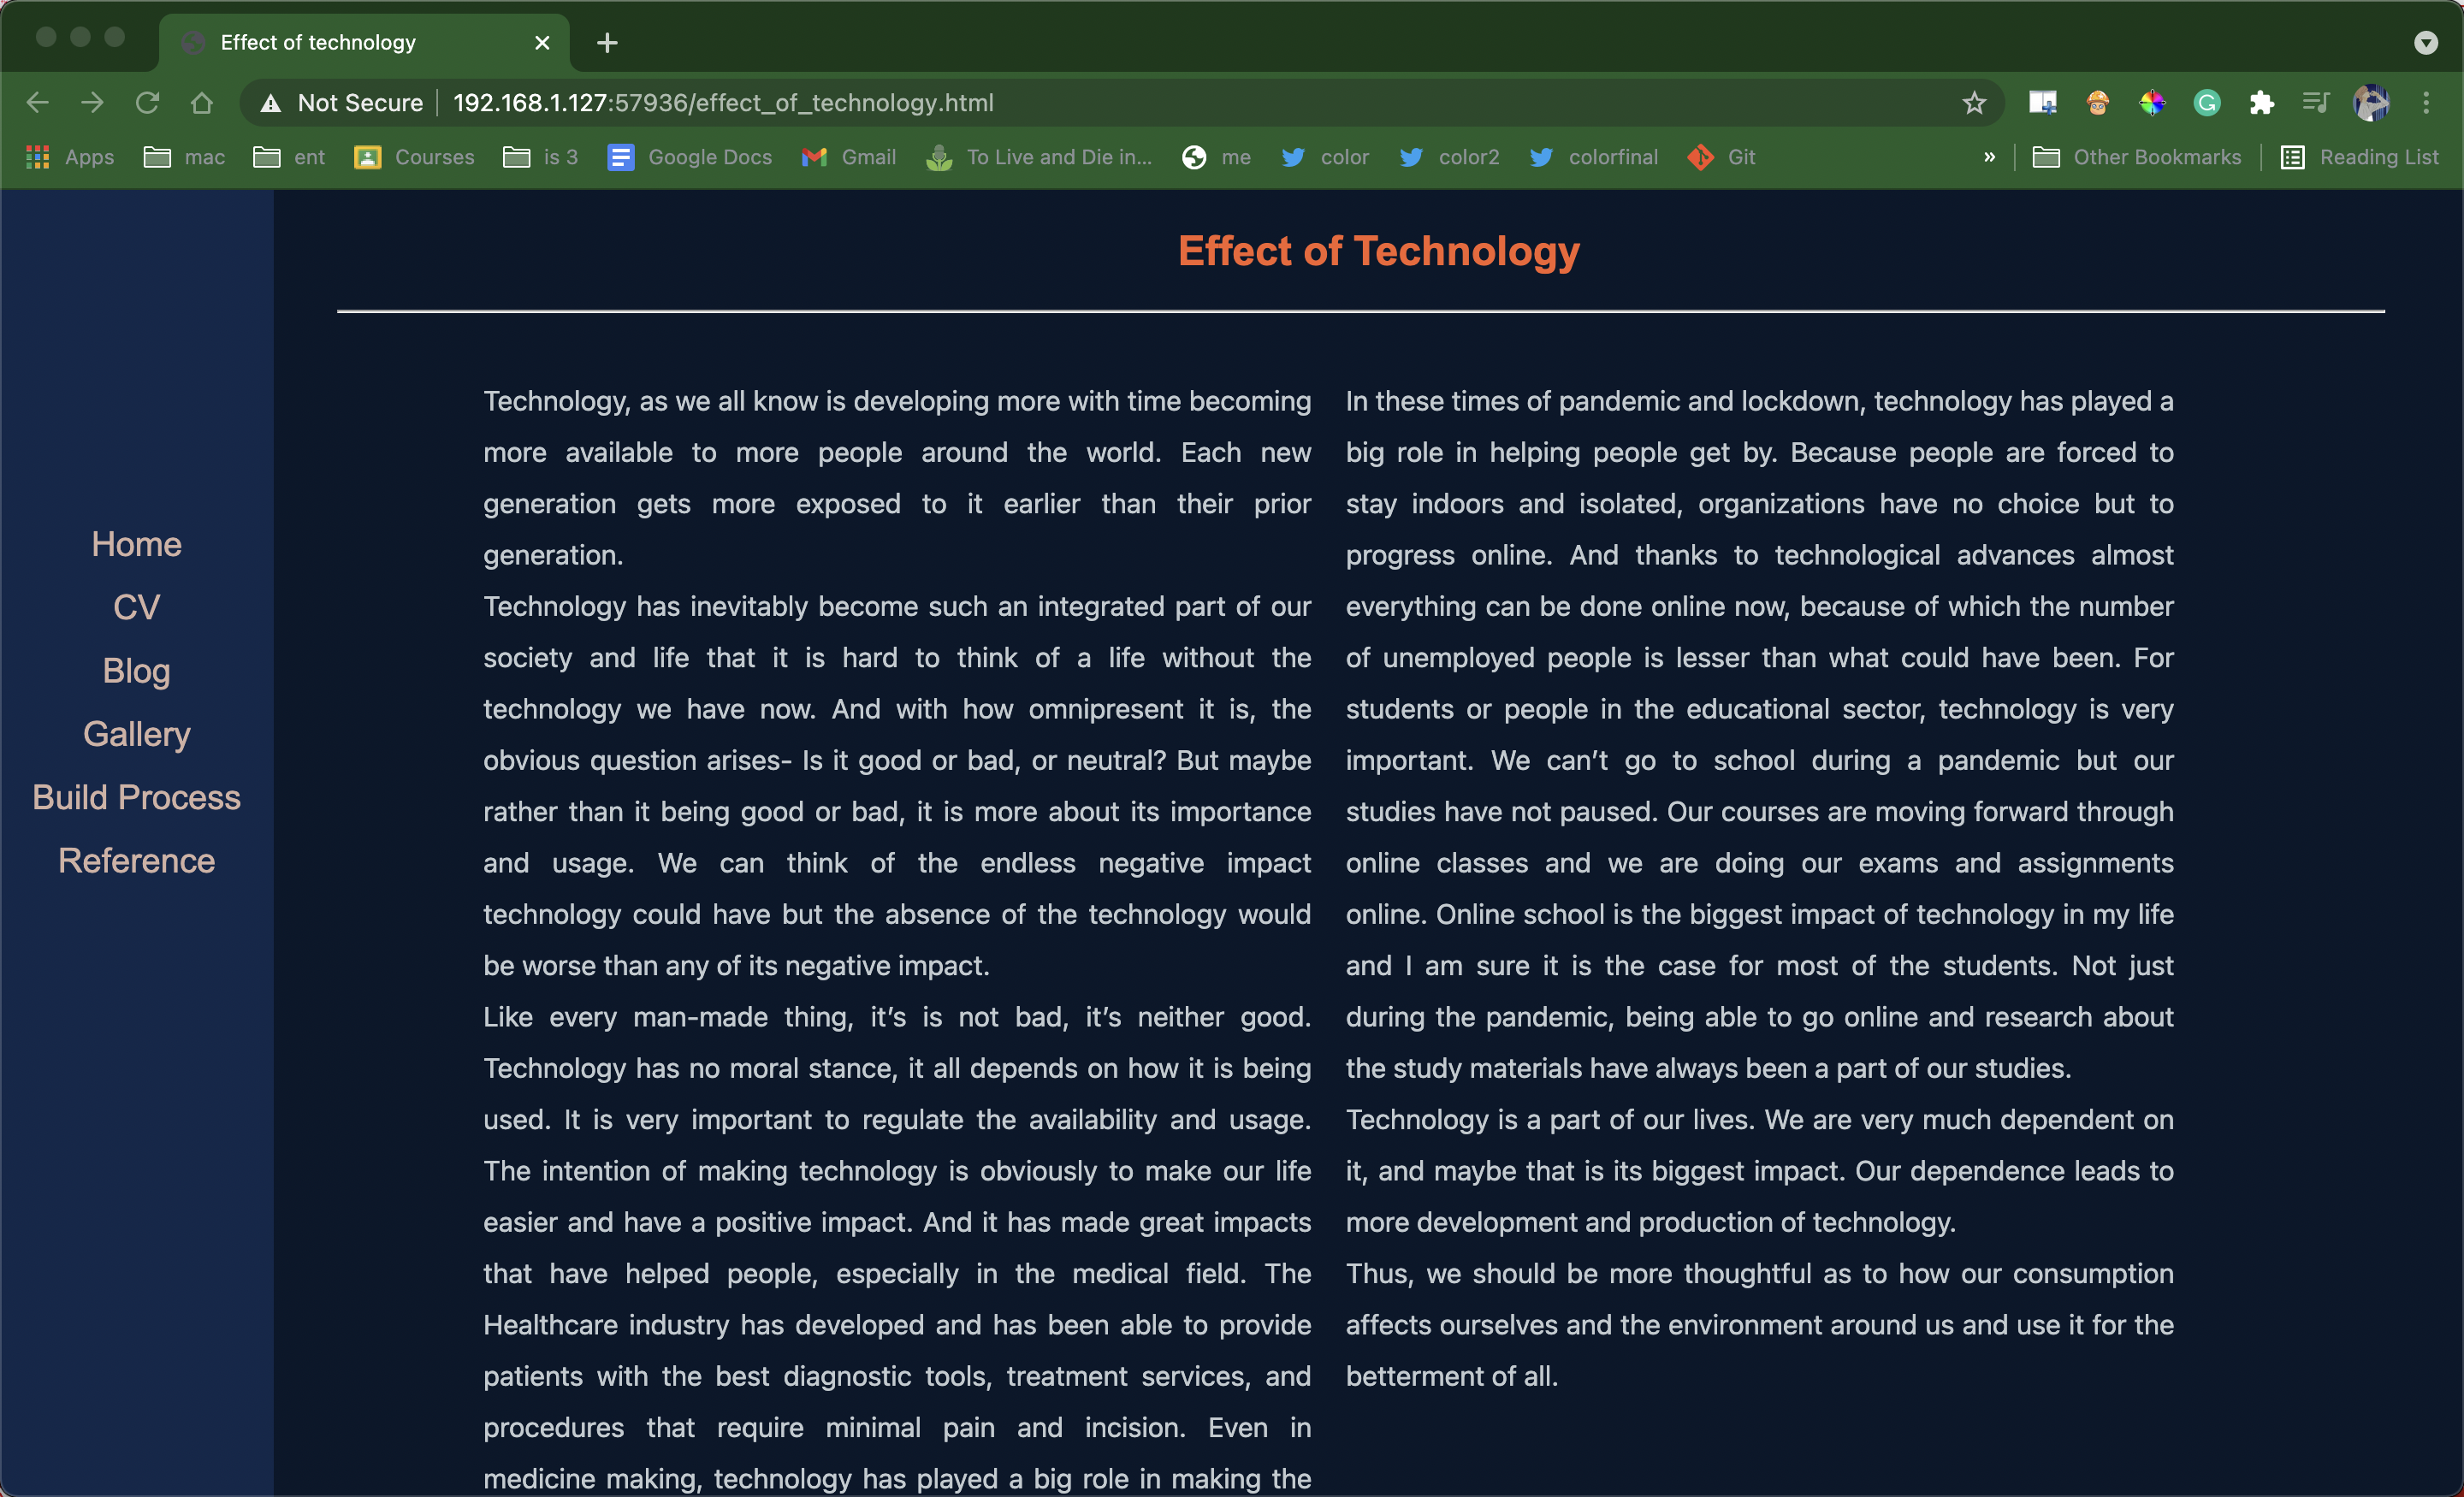 Effect of technology
Not Secure 192.168.1.127:57936/effect_of_technology.html
Apps mac ent Courses is 3 Google Docs Gmail To Live and Die in... me color color2 colorfinal Git » Other Bookmarks Reading List
Home
CV
Blog
Gallery
Build Process
Reference
Effect of Technology
Technology, as we all know is developing more with time becoming
more available to more people around the world. Each new
generation gets more exposed to it earlier than their prior
generation.
Technology has inevitably become such an integrated part of our
society and life that it is hard to think of a life without the
technology we have now. And with how omnipresent it is, the
obvious question arises- Is it good or bad, or neutral? But maybe
rather than it being good or bad, it is more about its importance
and usage. We can think of the endless negative impact
technology could have but the absence of the technology would
be worse than any of its negative impact.
Like every man-made thing, it’s is not bad, it’s neither good.
Technology has no moral stance, it all depends on how it is being
used. It is very important to regulate the availability and usage.
The intention of making technology is obviously to make our life
easier and have a positive impact. And it has made great impacts
that have helped people, especially in the medical field. The
Healthcare industry has developed and has been able to provide
patients with the best diagnostic tools, treatment services, and
procedures that require minimal pain and incision. Even in
medicine making, technology has played a big role in making the
In these times of pandemic and lockdown, technology has played a
big role in helping people get by. Because people are forced to
stay indoors and isolated, organizations have no choice but to
progress online. And thanks to technological advances almost
everything can be done online now, because of which the number
of unemployed people is lesser than what could have been. For
students or people in the educational sector, technology is very
important. We can’t go to school during a pandemic but our
studies have not paused. Our courses are moving forward through
online classes and we are doing our exams and assignments
online. Online school is the biggest impact of technology in my life
and I am sure it is the case for most of the students. Not just
during the pandemic, being able to go online and research about
the study materials have always been a part of our studies.
Technology is a part of our lives. We are very much dependent on
it, and maybe that is its biggest impact. Our dependence leads to
more development and production of technology.
Thus, we should be more thoughtful as to how our consumption
affects ourselves and the environment around us and use it for the
betterment of all.